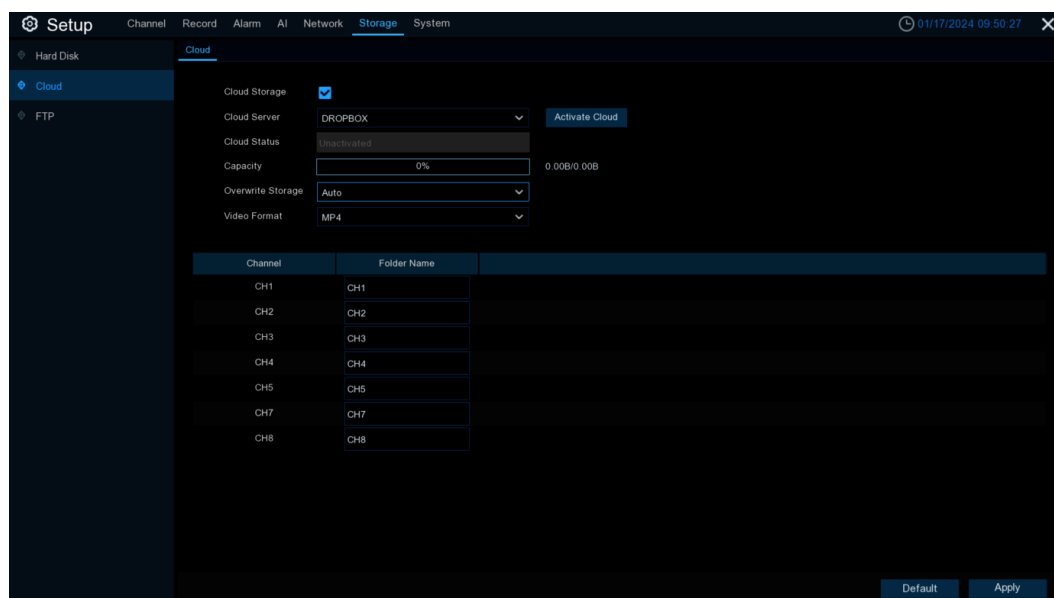 Setup Channel Record Alarm AI Network Storage System 01/17/2024 09:50:27
Hard Disk
Cloud
FTP
Cloud
Cloud Storage
Cloud Server DROPBOX Activate Cloud
Cloud Status Unactivated
Capacity 0% 0.00B/0.00B
Overwrite Storage Auto
Video Format MP4
Channel Folder Name
CH1 CH1
CH2 CH2
CH3 CH3
CH4 CH4
CH5 CH5
CH7 CH7
CH8 CH8
Default Apply